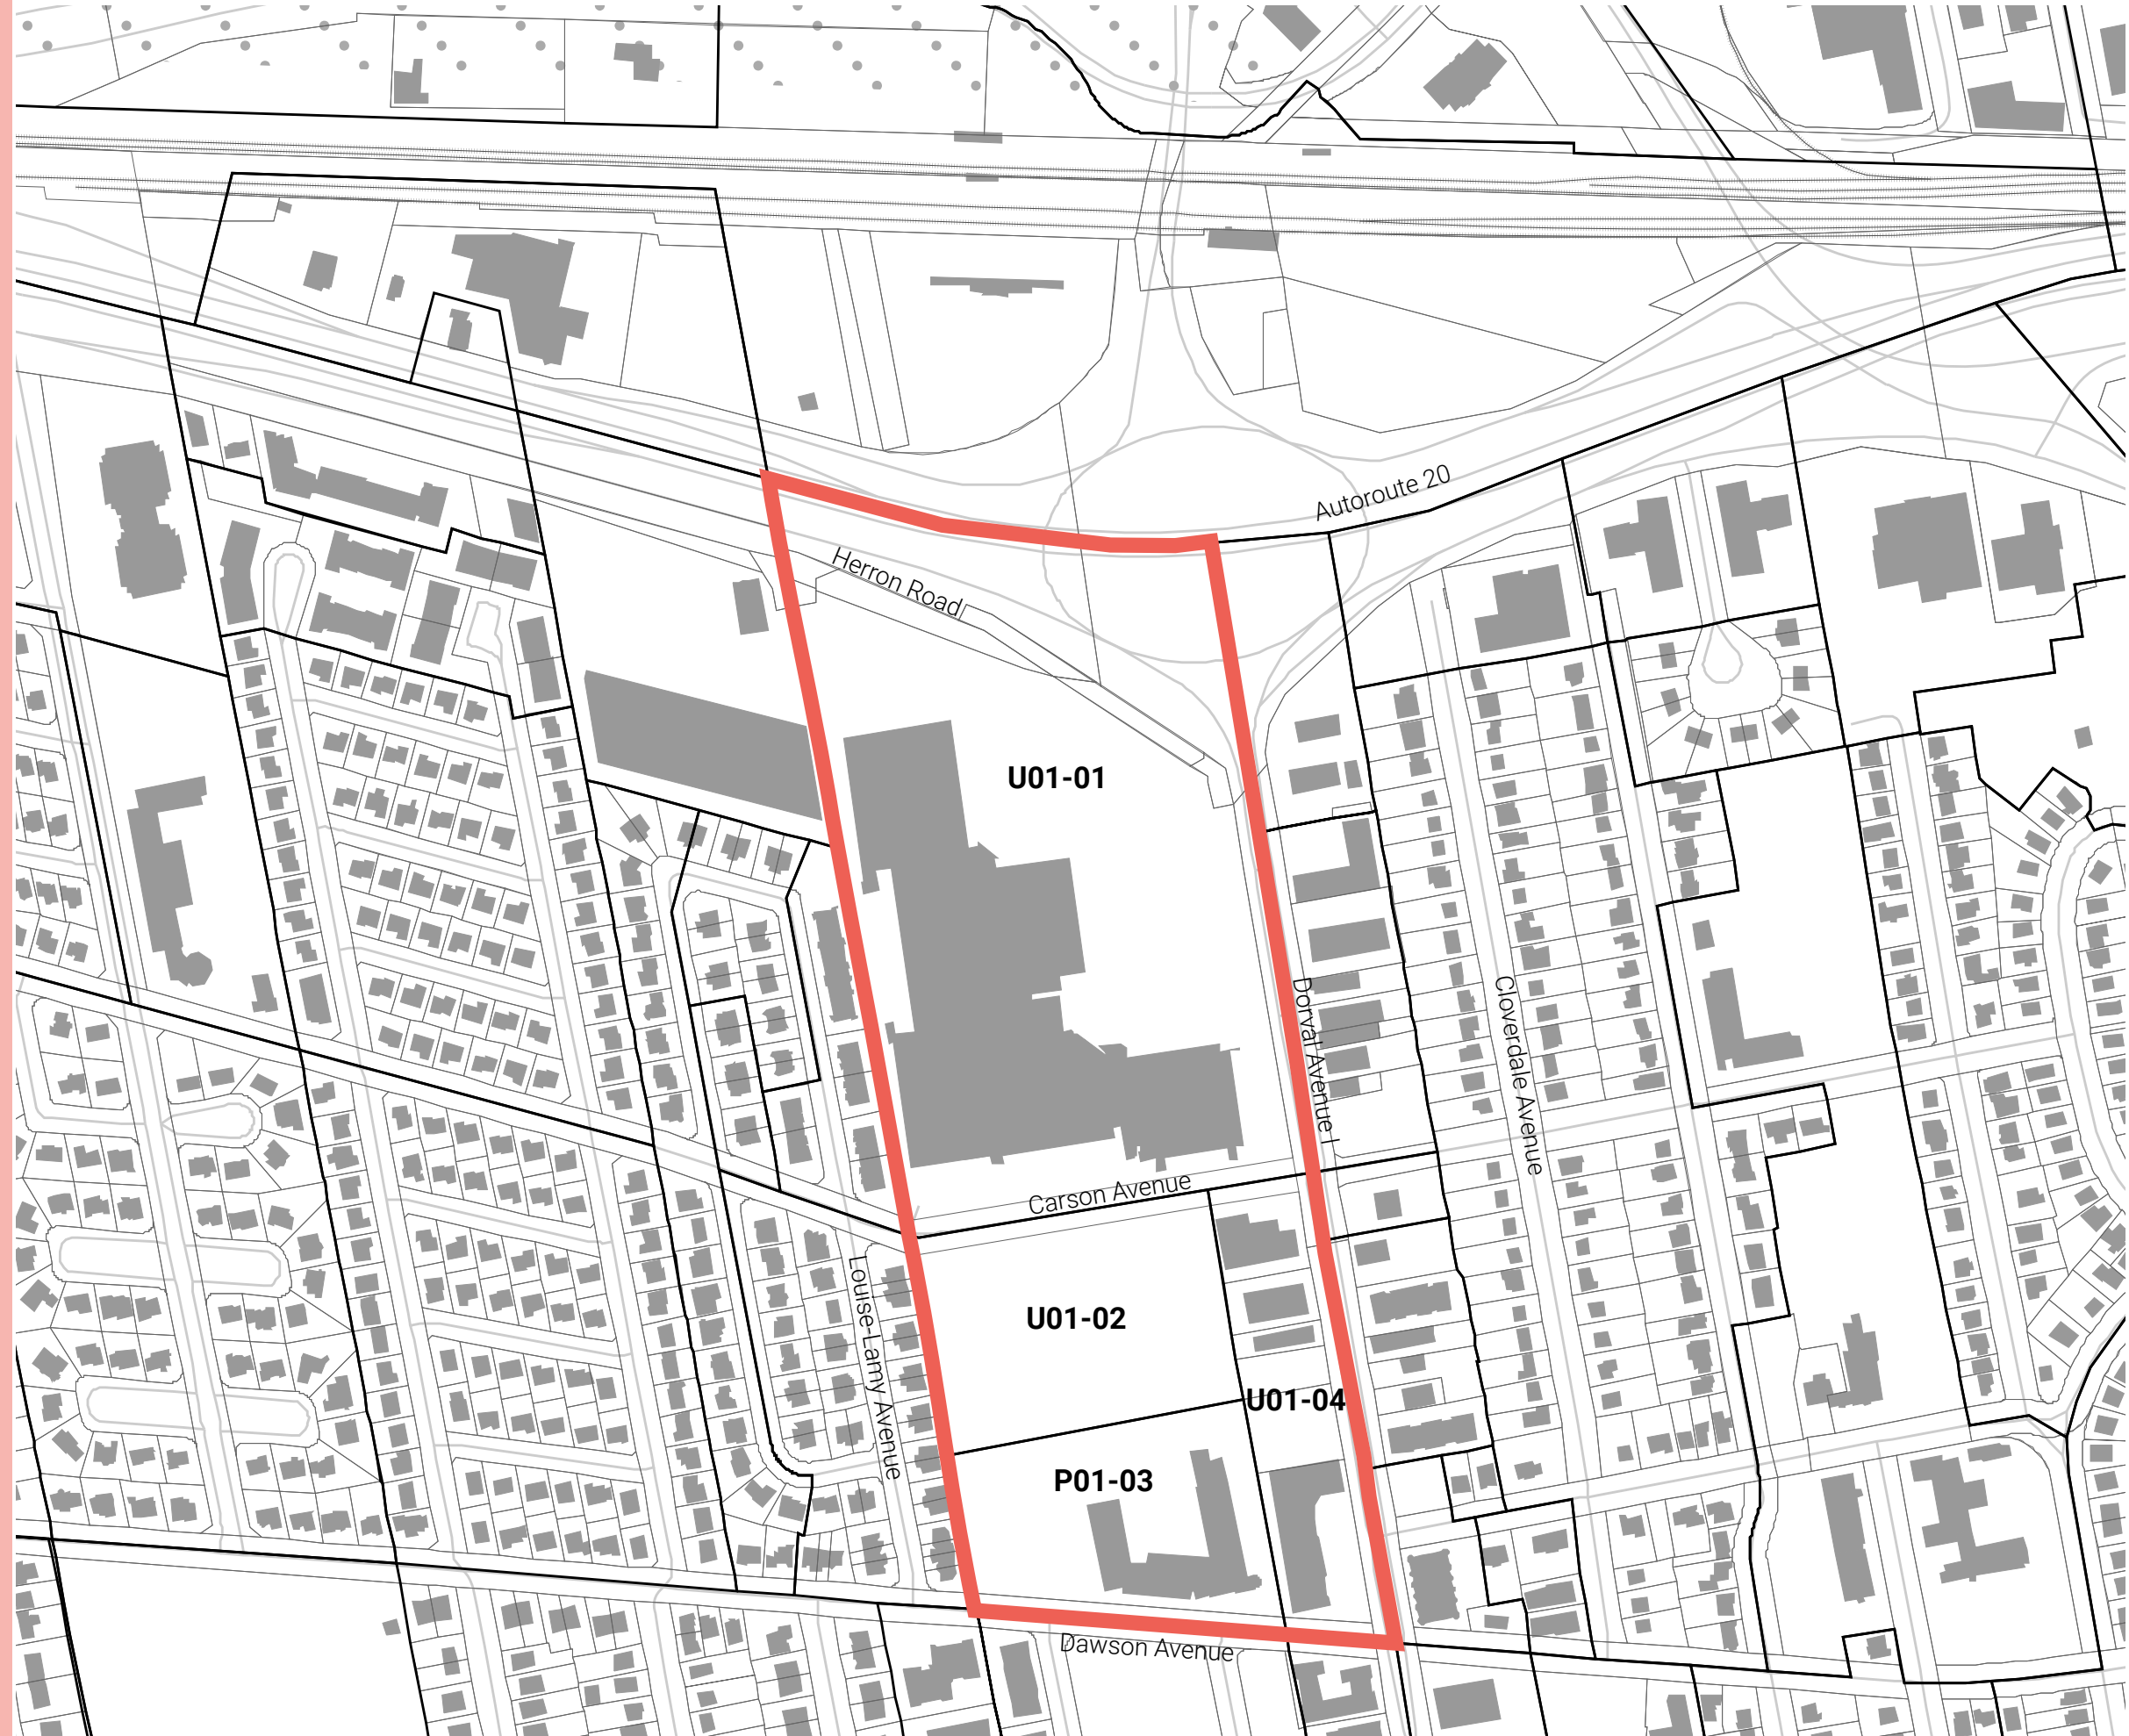 Autoroute 20
Herron Road
U01-01
Dorval Avenue
Cloverdale Avenue
Carson Avenue
Louise-Lamy Avenue
U01-02
U01-04
P01-03
Dawson Avenue